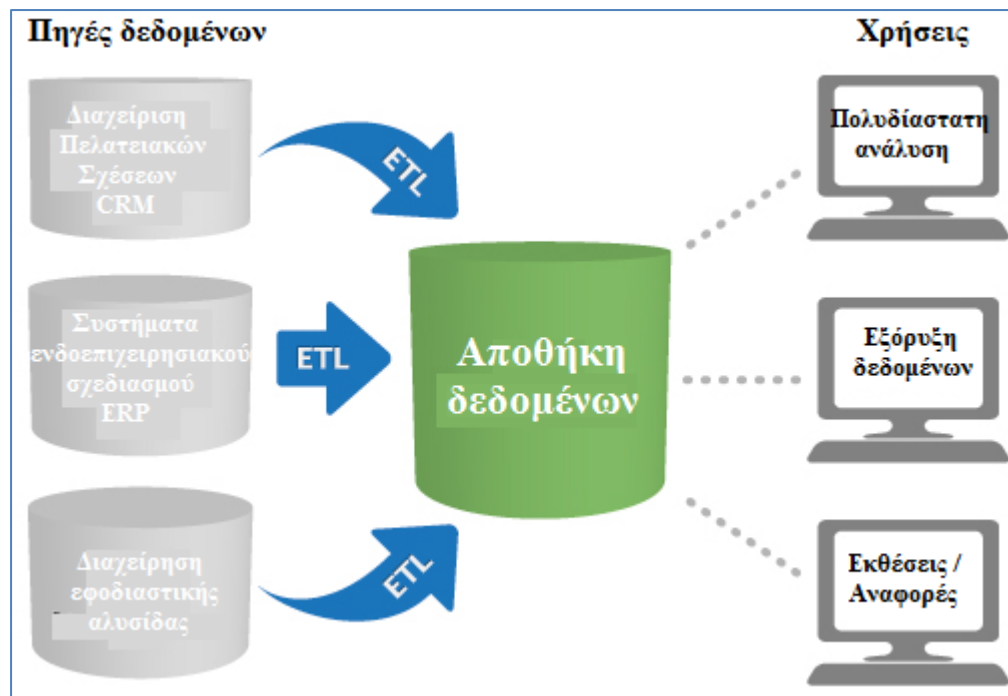 Πηγές δεδομένων
Διαχείριση
Πελατειακών
Σχέσεων
CRM
ETL
Συστήματα
ενδοεπιχειρησιακού
σχεδιασμού
ERP
ETL
Διαχείρηση
εφοδιαστικής
αλυσίδας
ETL
Αποθήκη
δεδομένων
Χρήσεις
Πολυδίαστατη
ανάλυση
Εξόρυξη
δεδομένων
Εκθέσεις /
Αναφορές